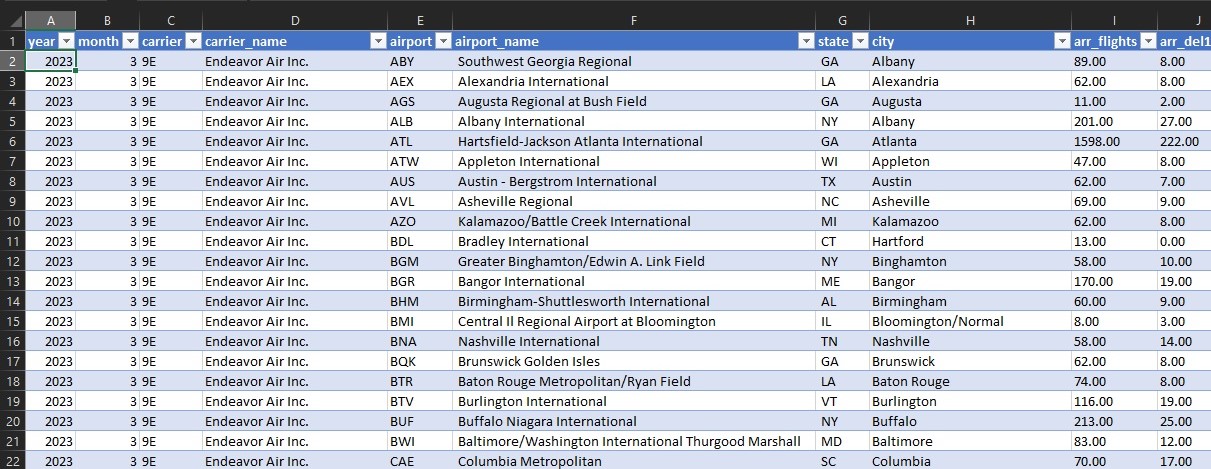 A B C D E F G H I J
1 year month carrier carrier_name airport airport_name state city arr_flights arr_del1
2 2023 3 9E Endeavor Air Inc. ABY Southwest Georgia Regional GA Albany 89.00 8.00
3 2023 3 9E Endeavor Air Inc. AEX Alexandria International LA Alexandria 62.00 8.00
4 2023 3 9E Endeavor Air Inc. AGS Augusta Regional at Bush Field GA Augusta 11.00 2.00
5 2023 3 9E Endeavor Air Inc. ALB Albany International NY Albany 201.00 27.00
6 2023 3 9E Endeavor Air Inc. ATL Hartsfield-Jackson Atlanta International GA Atlanta 1598.00 222.00
7 2023 3 9E Endeavor Air Inc. ATW Appleton International WI Appleton 47.00 8.00
8 2023 3 9E Endeavor Air Inc. AUS Austin - Bergstrom International TX Austin 62.00 7.00
9 2023 3 9E Endeavor Air Inc. AVL Asheville Regional NC Asheville 69.00 9.00
10 2023 3 9E Endeavor Air Inc. AZO Kalamazoo/Battle Creek International MI Kalamazoo 62.00 8.00
11 2023 3 9E Endeavor Air Inc. BDL Bradley International CT Hartford 13.00 0.00
12 2023 3 9E Endeavor Air Inc. BGM Greater Binghamton/Edwin A. Link Field NY Binghamton 58.00 10.00
13 2023 3 9E Endeavor Air Inc. BGR Bangor International ME Bangor 170.00 19.00
14 2023 3 9E Endeavor Air Inc. BHM Birmingham-Shuttlesworth International AL Birmingham 60.00 9.00
15 2023 3 9E Endeavor Air Inc. BMI Central Il Regional Airport at Bloomington IL Bloomington/Normal 8.00 3.00
16 2023 3 9E Endeavor Air Inc. BNA Nashville International TN Nashville 58.00 14.00
17 2023 3 9E Endeavor Air Inc. BQK Brunswick Golden Isles GA Brunswick 62.00 8.00
18 2023 3 9E Endeavor Air Inc. BTR Baton Rouge Metropolitan/Ryan Field LA Baton Rouge 74.00 8.00
19 2023 3 9E Endeavor Air Inc. BTV Burlington International VT Burlington 116.00 19.00
20 2023 3 9E Endeavor Air Inc. BUF Buffalo Niagara International NY Buffalo 213.00 25.00
21 2023 3 9E Endeavor Air Inc. BWI Baltimore/Washington International Thurgood Marshall MD Baltimore 83.00 12.00
22 2023 3 9E Endeavor Air Inc. CAE Columbia Metropolitan SC Columbia 70.00 17.00